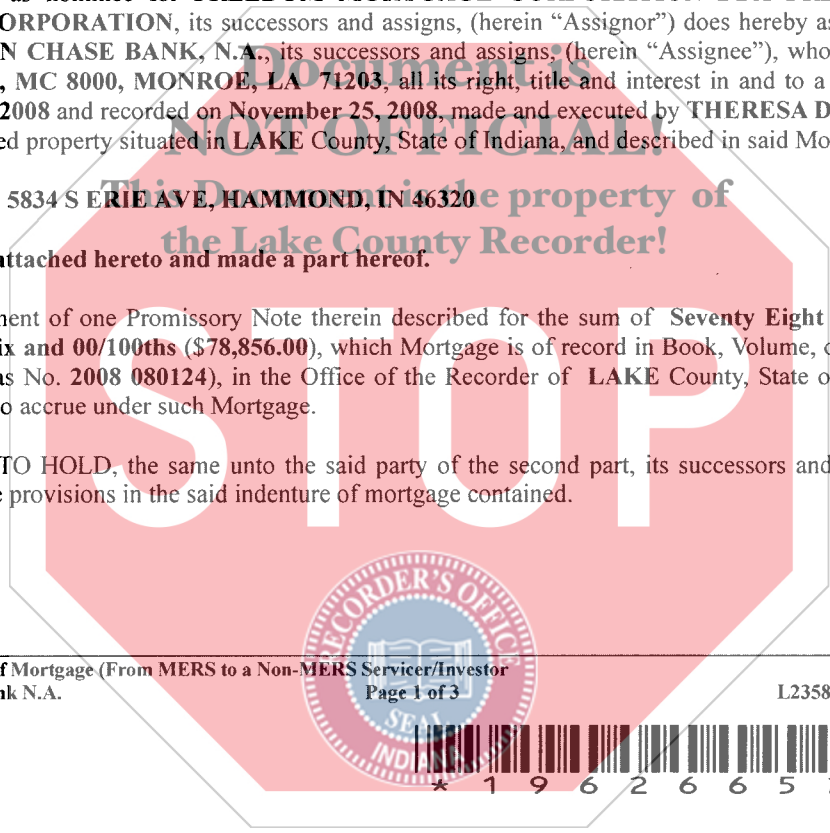 as nominee for FREEDOM MORTGAGE CORPORATION
ORPORATION, its successors and assigns, (herein “Assignor”) does hereby as
N CHASE BANK, N.A., its successors and assigns, (herein “Assignee”), who
, MC 8000, MONROE, LA 71203, all its right, title and interest in and to a
2008 and recorded on November 25, 2008, made and executed by THERESA D
ed property situated in LAKE County, State of Indiana, and described in said Mo
Document is
NOT OFFICIAL!
This Document is the property of
the Lake County Recorder!
5834 S ERIE AVE, HAMMOND, IN 46320
attached hereto and made a part hereof.
ment of one Promissory Note therein described for the sum of Seventy Eight
ix and 00/100ths ($78,856.00), which Mortgage is of record in Book, Volume, o
as No. 2008 080124), in the Office of the Recorder of LAKE County, State o
o accrue under such Mortgage.
STOP
TO HOLD, the same unto the said party of the second part, its successors and
e provisions in the said indenture of mortgage contained.
RECORDER'S OFFICE
SEAL
INDIANA
f Mortgage (From MERS to a Non-MERS Servicer/Investor
nk N.A.
Page 1 of 3
L2358
* 1 9 6 2 6 6 5